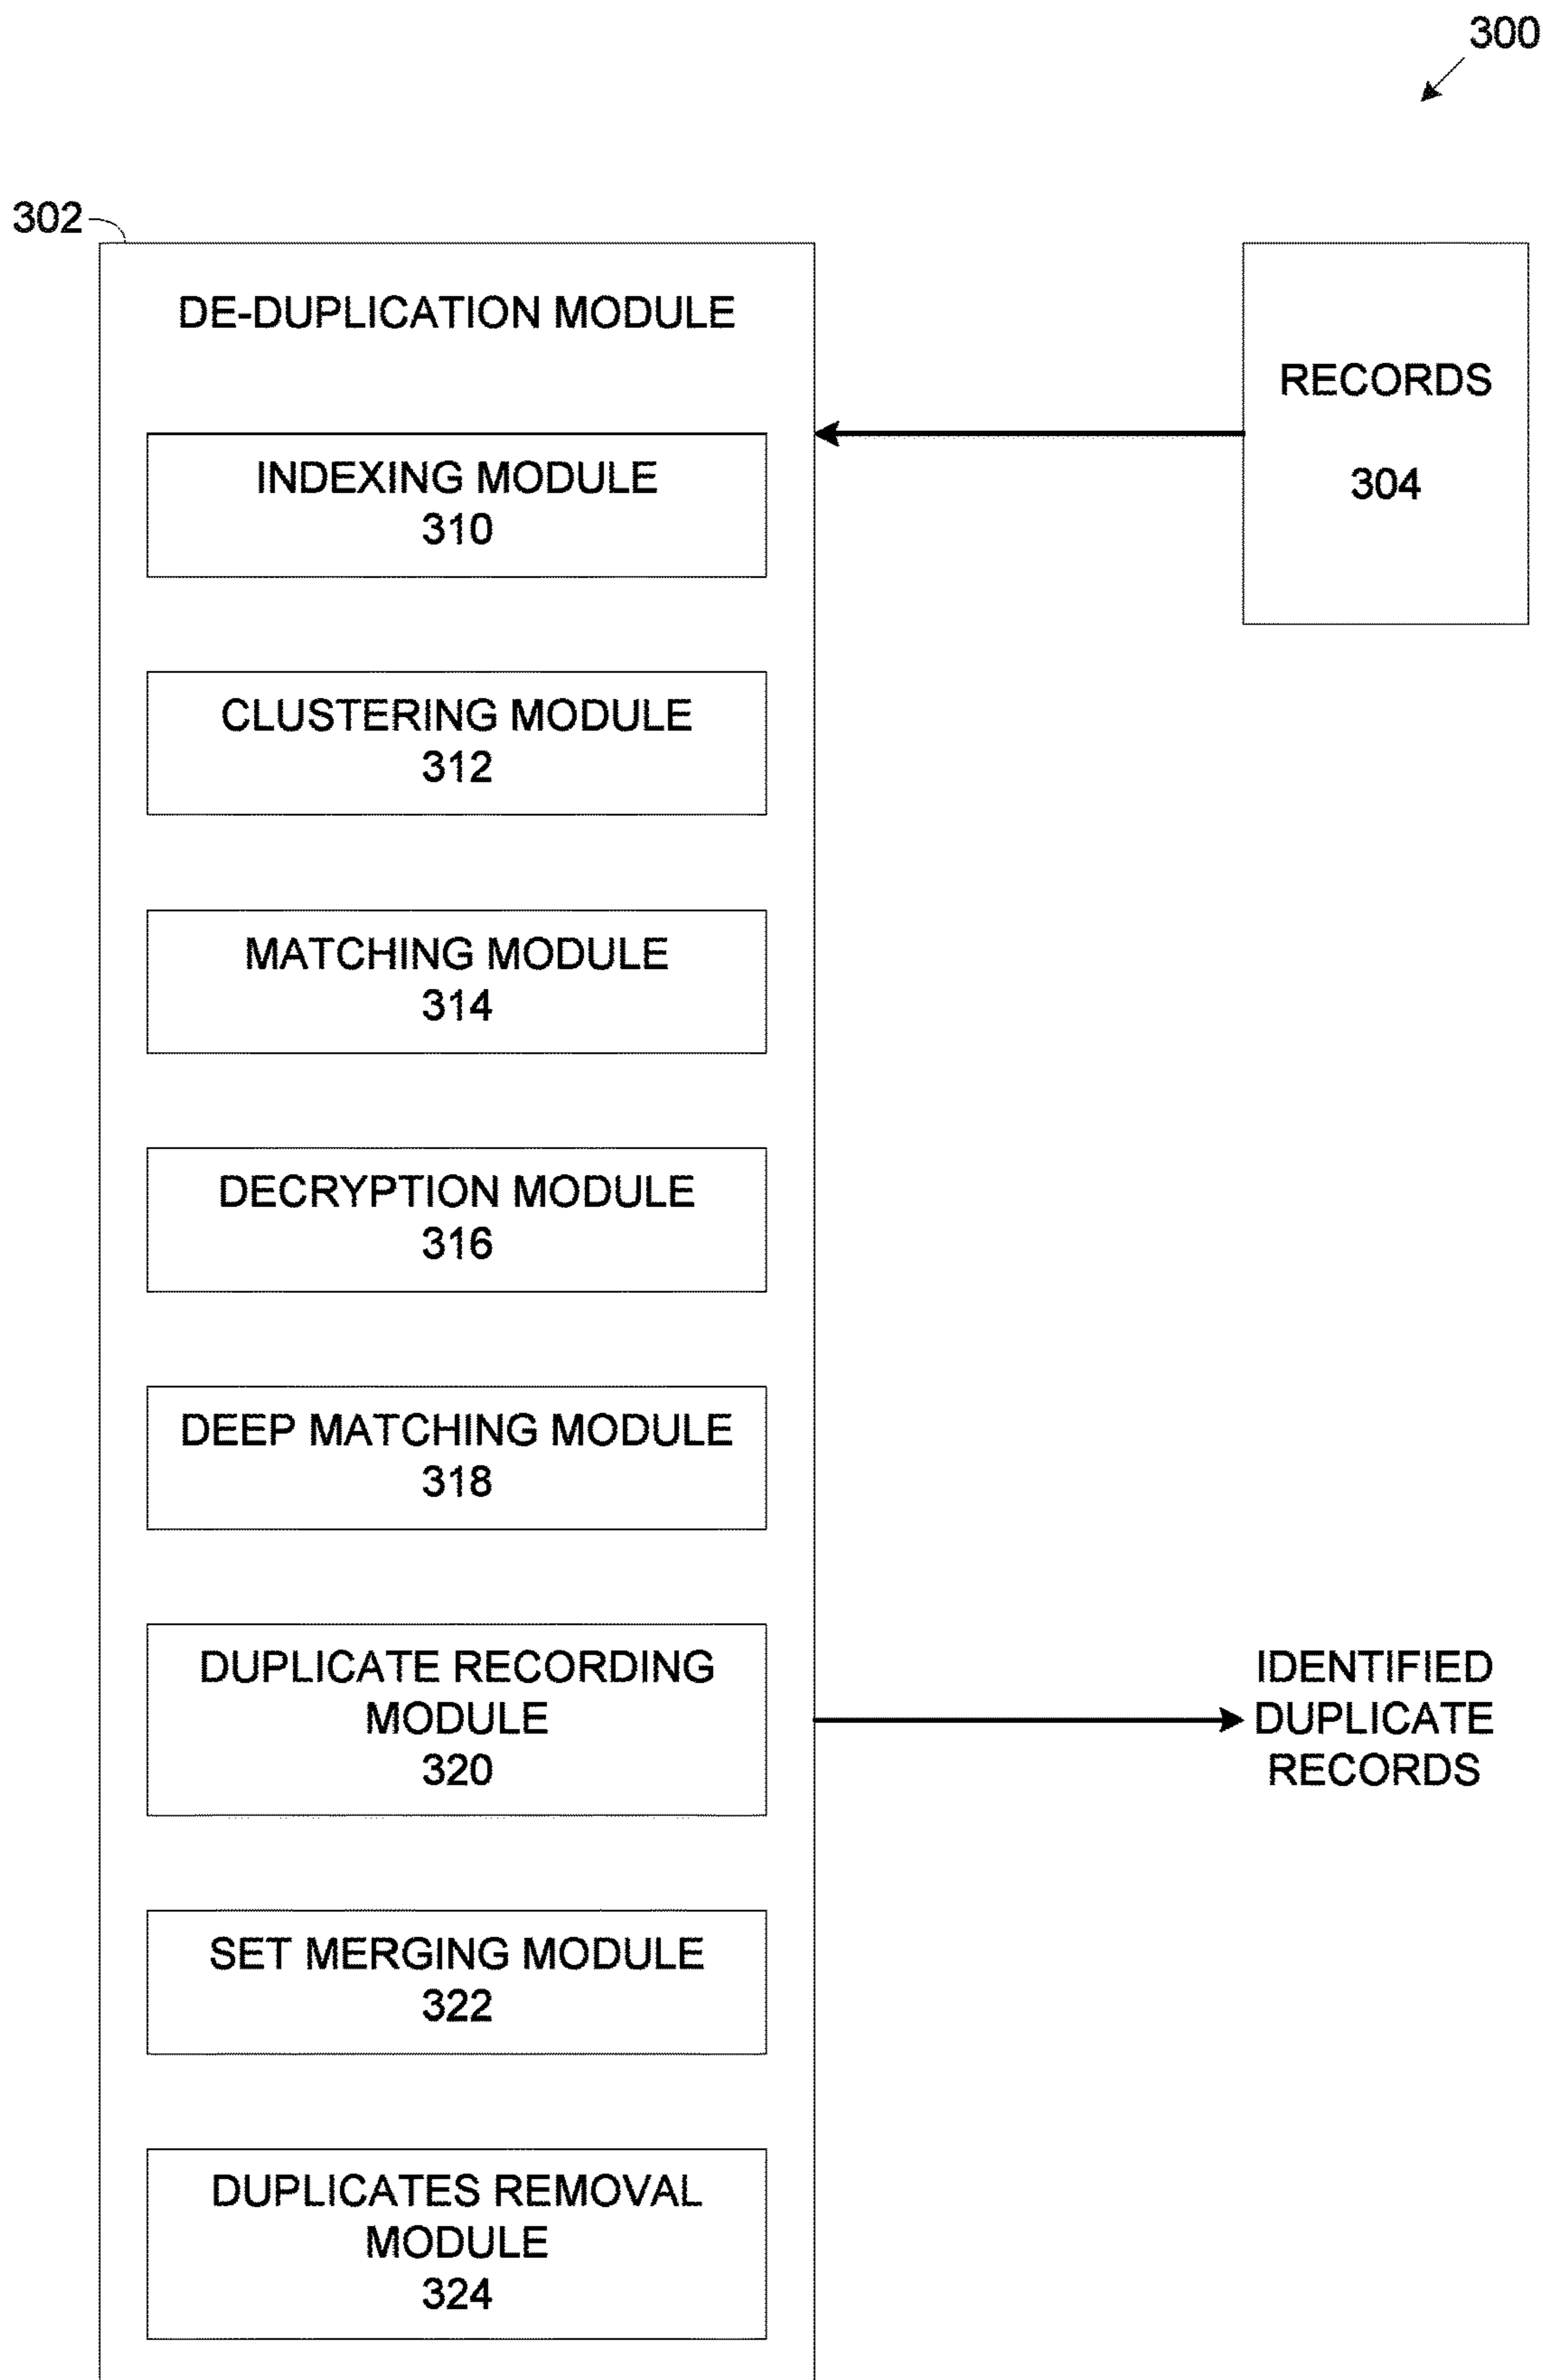 300
302
DE-DUPLICATION MODULE
RECORDS
304
INDEXING MODULE
310
CLUSTERING MODULE
312
MATCHING MODULE
314
DECRYPTION MODULE
316
DEEP MATCHING MODULE
318
DUPLICATE RECORDING
MODULE
320
IDENTIFIED
DUPLICATE
RECORDS
SET MERGING MODULE
322
DUPLICATES REMOVAL
MODULE
324